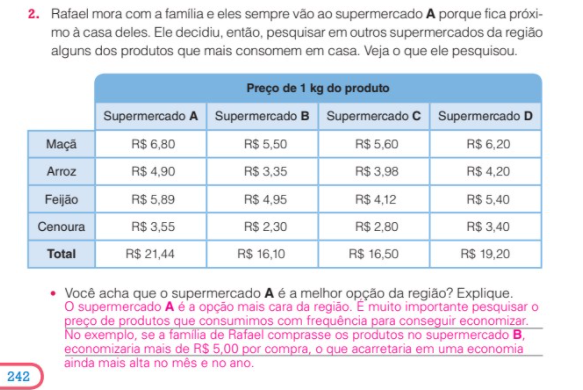 2. Rafael mora com a família e eles sempre vão ao supermercado A porque fica próxi-
mo à casa deles. Ele decidiu, então, pesquisar em outros supermercados da região
alguns dos produtos que mais consomem em casa. Veja o que ele pesquisou.
Preço de 1 kg do produto
Supermercado A Supermercado B Supermercado C Supermercado D
Maçã R$ 6,80 R$ 5,50 R$ 5,60 R$ 6,20
Arroz R$ 4,90 R$ 3,35 R$ 3,98 R$ 4,20
Feijão R$ 5,89 R$ 4,95 R$ 4,12 R$ 5,40
Cenoura R$ 3,55 R$ 2,30 R$ 2,80 R$ 3,40
Total R$ 21,44 R$ 16,10 R$ 16,50 R$ 19,20
• Você acha que o supermercado A é a melhor opção da região? Explique.
O supermercado A é a opção mais cara da região. É muito importante pesquisar o
preço de produtos que consumimos com frequência para conseguir economizar.
No exemplo, se a família de Rafael comprasse os produtos no supermercado B,
economizaria mais de R$ 5,00 por compra, o que acarretaria em uma economia
ainda mais alta no mês e no ano.
242